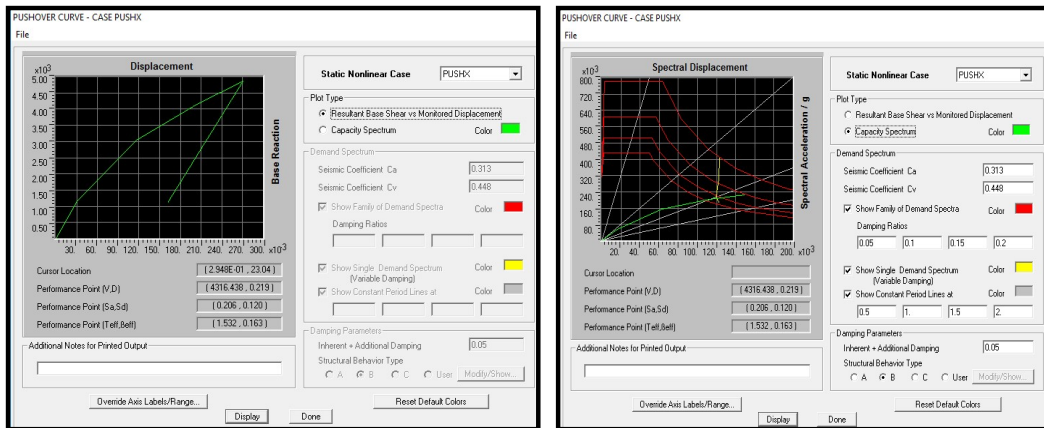 PUSHOVER CURVE - CASE PUSHX
File
Displacement
x10³
5.00
4.50
4.00
3.50
3.00
2.50
2.00
1.50
1.00
0.50
Base Reaction
30. 60. 90. 120. 150. 180. 210. 240. 270. 300. x10³
Cursor Location
( 2.948E-01 , 23.04 )
Performance Point (V,D)
( 4316.438 , 0.219 )
Performance Point (Sa,Sd)
( 0.206 , 0.120 )
Performance Point (Teff,βeff)
( 1.532 , 0.163 )
Additional Notes for Printed Output
Static Nonlinear Case PUSHX
Plot Type
Resultant Base Shear vs Monitored Displacement
Capacity Spectrum Color
Demand Spectrum
Seismic Coefficient Ca 0.313
Seismic Coefficient Cv 0.448
Show Family of Demand Spectra Color
Damping Ratios
Show Single Demand Spectrum Color
(Variable Damping)
Show Constant Period Lines at Color
Damping Parameters
Inherent + Additional Damping 0.05
Structural Behavior Type
A B C User Modify/Show...
Override Axis Labels/Range...
Reset Default Colors
Display Done
PUSHOVER CURVE - CASE PUSHX
File
Spectral Displacement
x10³
800.
720.
640.
560.
480.
400.
320.
240.
160.
80.
Spectral Acceleration / g
20. 40. 60. 80. 100. 120. 140. 160. 180. 200. x10³
Cursor Location
Performance Point (V,D)
( 4316.438 , 0.219 )
Performance Point (Sa,Sd)
( 0.206 , 0.120 )
Performance Point (Teff,βeff)
( 1.532 , 0.163 )
Additional Notes for Printed Output
Static Nonlinear Case PUSHX
Plot Type
Resultant Base Shear vs Monitored Displacement
Capacity Spectrum Color
Demand Spectrum
Seismic Coefficient Ca 0.313
Seismic Coefficient Cv 0.448
Show Family of Demand Spectra Color
Damping Ratios
0.05 0.1 0.15 0.2
Show Single Demand Spectrum Color
(Variable Damping)
Show Constant Period Lines at Color
0.5 1. 1.5 2.
Damping Parameters
Inherent + Additional Damping 0.05
Structural Behavior Type
A B C User Modify/Show...
Override Axis Labels/Range...
Reset Default Colors
Display Done